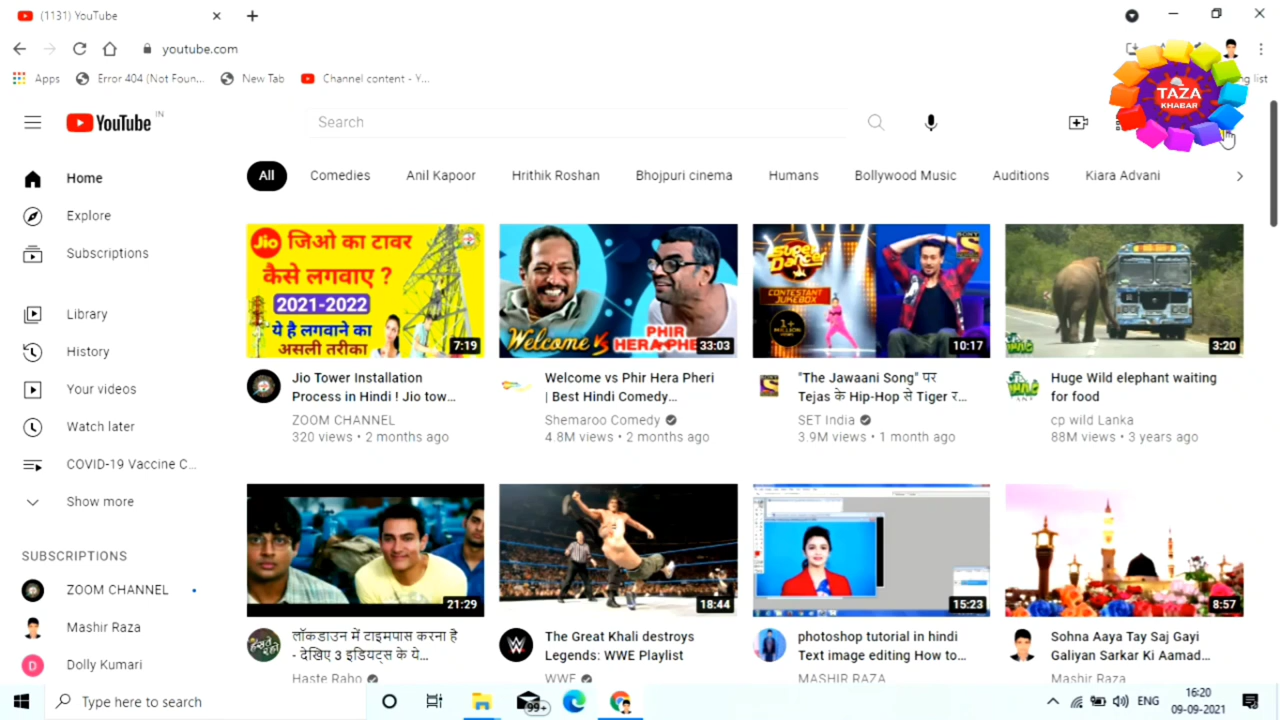 (1131) YouTube
youtube.com
Apps
Error 404 (Not Foun...
New Tab
Channel content - Y...
ng list
TAZA
KHABAR
YouTube IN
Search
Home
Explore
Subscriptions
Library
History
Your videos
Watch later
COVID-19 Vaccine C...
Show more
SUBSCRIPTIONS
ZOOM CHANNEL
Mashir Raza
D Dolly Kumari
All Comedies Anil Kapoor Hrithik Roshan Bhojpuri cinema Humans Bollywood Music Auditions Kiara Advani
Jio जिओ का टावर
कैसे लगवाए ?
2021-2022
ये है लगवाने का
असली तरीका
7:19
Jio Tower Installation
Process in Hindi ! Jio tow...
ZOOM CHANNEL
320 views • 2 months ago
Welcome vs PHIR
HERA PHE
33:03
Welcome vs Phir Hera Pheri
| Best Hindi Comedy...
Shemaroo Comedy
4.8M views • 2 months ago
Super
Dancer
CONTESTANT
JUKEBOX
1+
MILLION
SONY
SET
10:17
"The Jawaani Song" पर
Tejas के Hip-Hop से Tiger र...
SET India
3.9M views • 1 month ago
3:20
Huge Wild elephant waiting
for food
cp wild Lanka
88M views • 3 years ago
21:29
लॉकडाउन में टाइमपास करना है
- देखिए 3 इडियट्स के ये...
Haste Raho
18:44
The Great Khali destroys
Legends: WWE Playlist
WWE
15:23
photoshop tutorial in hindi
Text image editing How to...
MASHIR RAZA
8:57
Sohna Aaya Tay Saj Gayi
Galiyan Sarkar Ki Aamad...
Mashir Raza
Type here to search
99+
ENG
16:20
09-09-2021